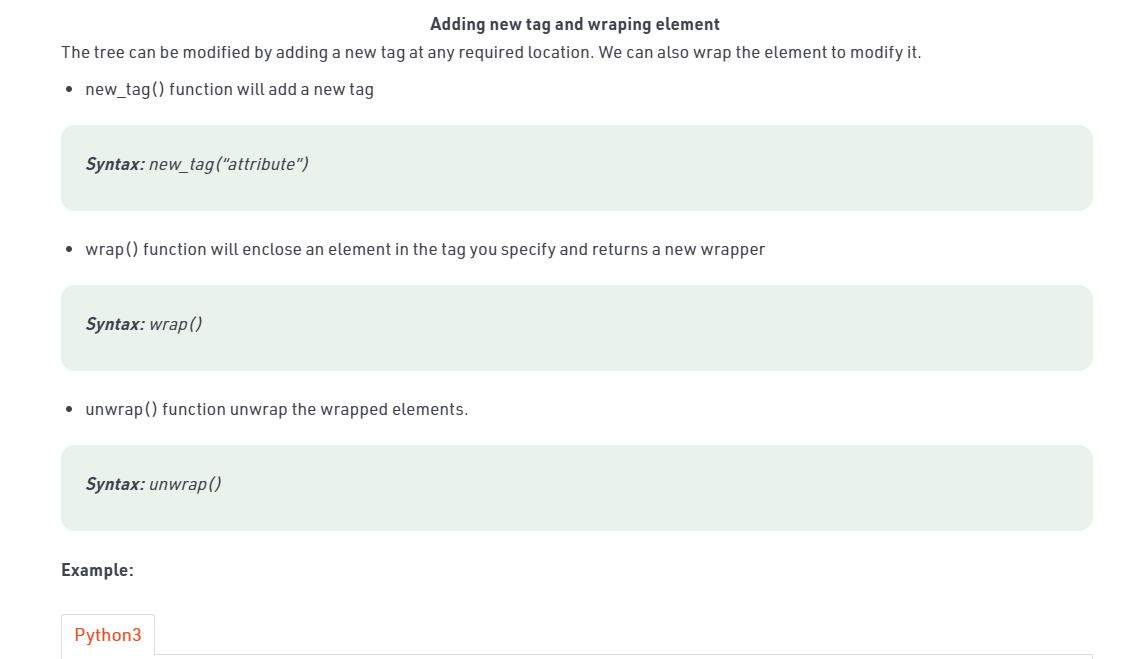 Adding new tag and wraping element
The tree can be modified by adding a new tag at any required location. We can also wrap the element to modify it.
• new_tag() function will add a new tag
Syntax: new_tag(“attribute”)
• wrap() function will enclose an element in the tag you specify and returns a new wrapper
Syntax: wrap()
• unwrap() function unwrap the wrapped elements.
Syntax: unwrap()
Example:
Python3